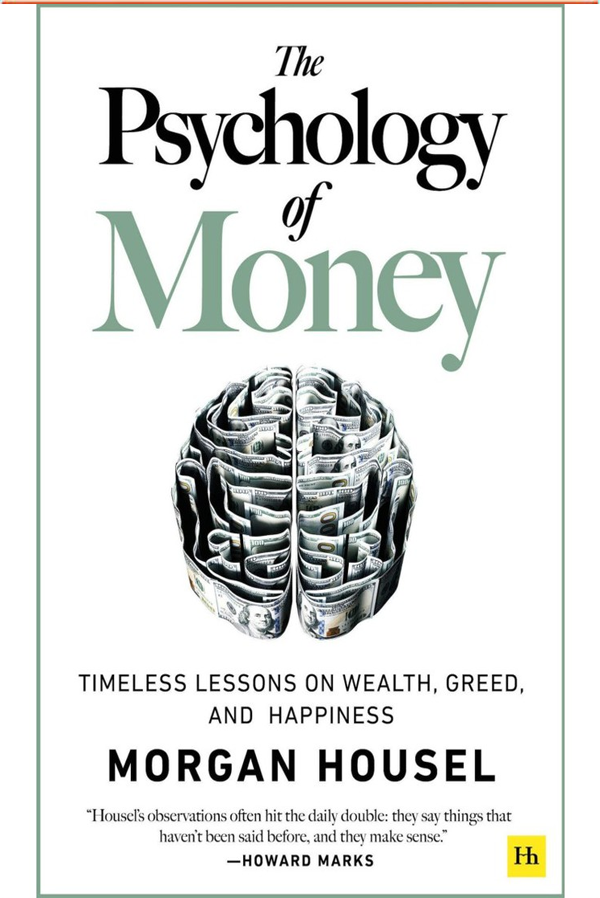 The
Psychology
of
Money
TIMELESS LESSONS ON WEALTH, GREED,
AND HAPPINESS
MORGAN HOUSEL
“Housel’s observations often hit the daily double: they say things that
haven’t been said before, and they make sense.”
—HOWARD MARKS
Hh